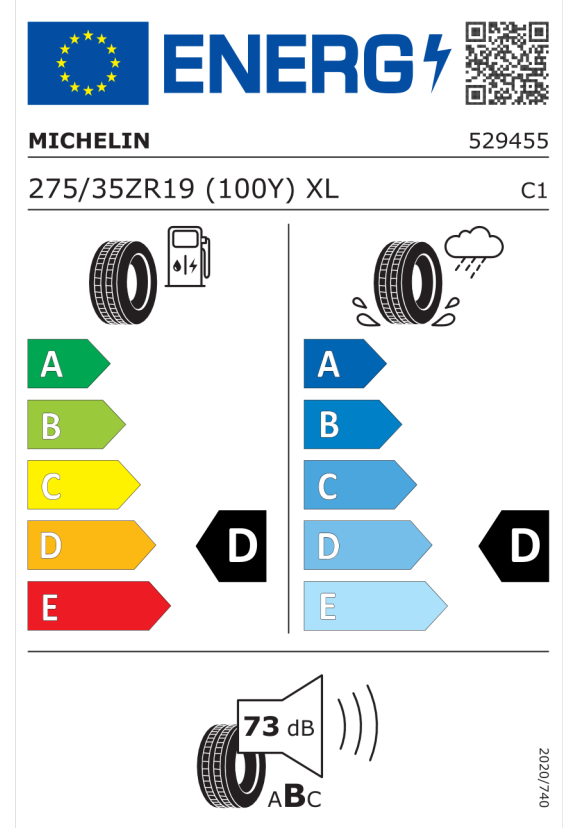 ENERG
MICHELIN 529455
275/35ZR19 (100Y) XL C1
A A
B B
C C
D D D D
E E
73 dB
ABC
2020/740